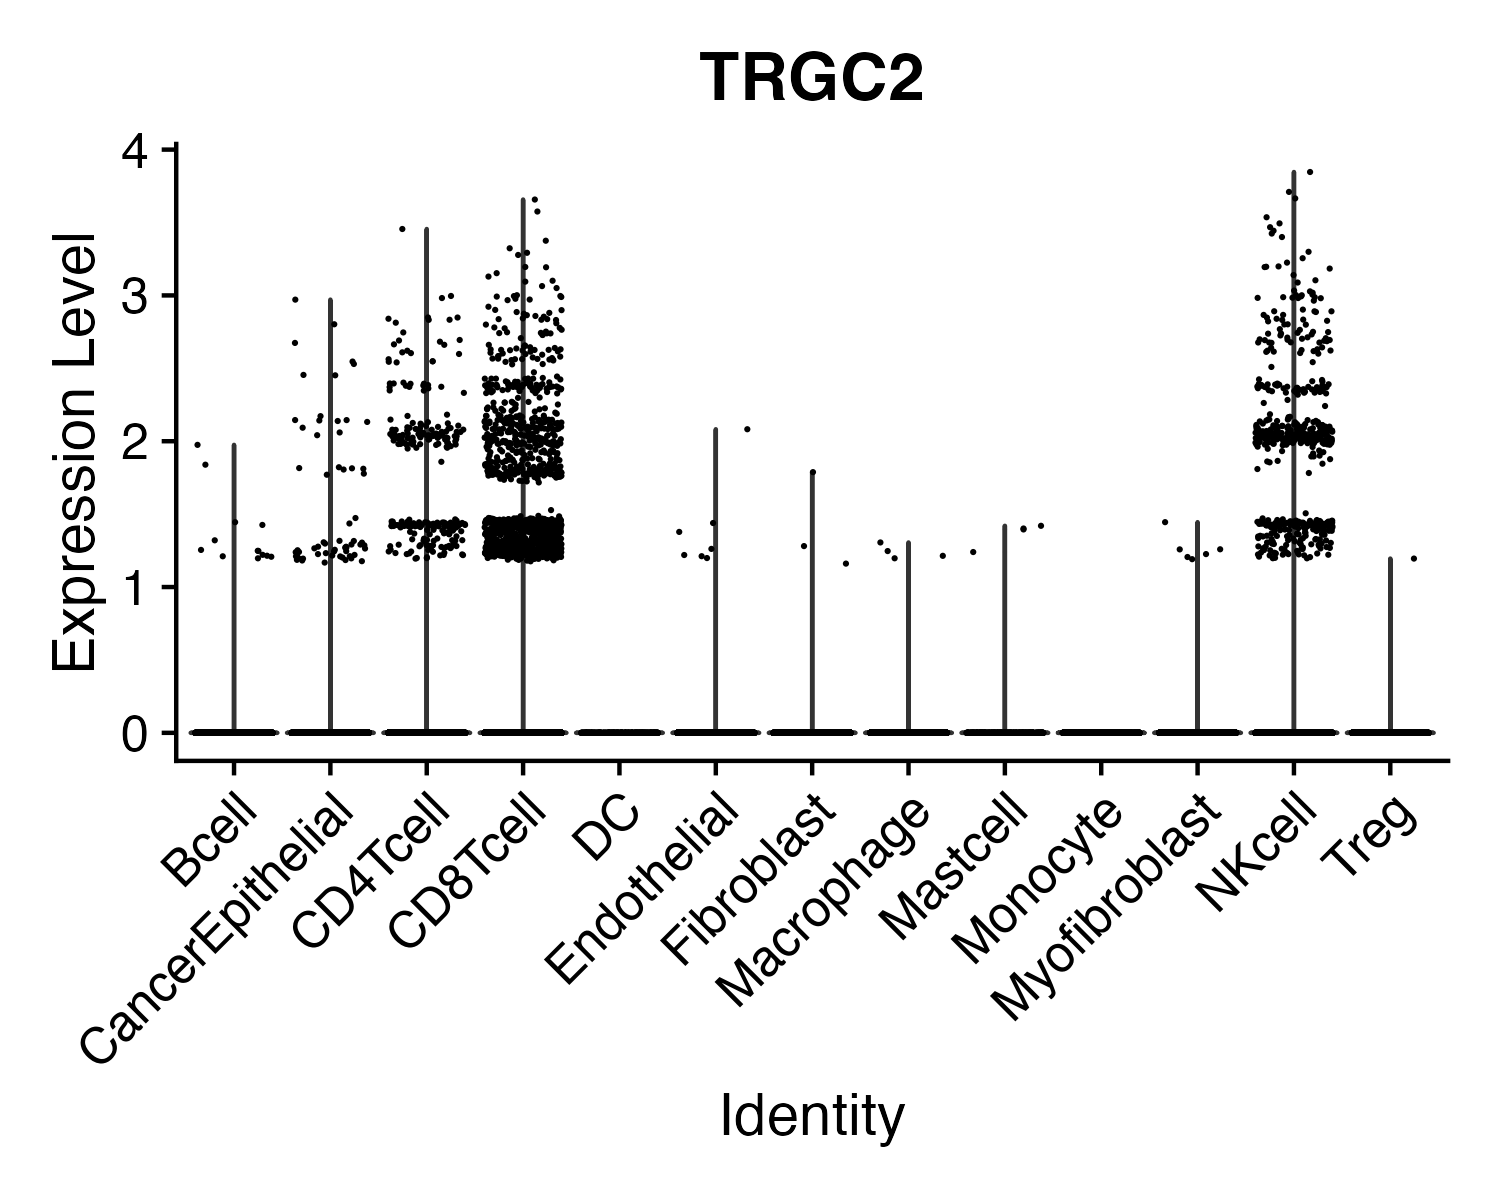 TRGC2
Expression Level
4
3
2
1
0
Bcell
CancerEpithelial
CD4Tcell
CD8Tcell
DC
Endothelial
Fibroblast
Macrophage
Mastcell
Monocyte
Myofibroblast
NKcell
Treg
Identity